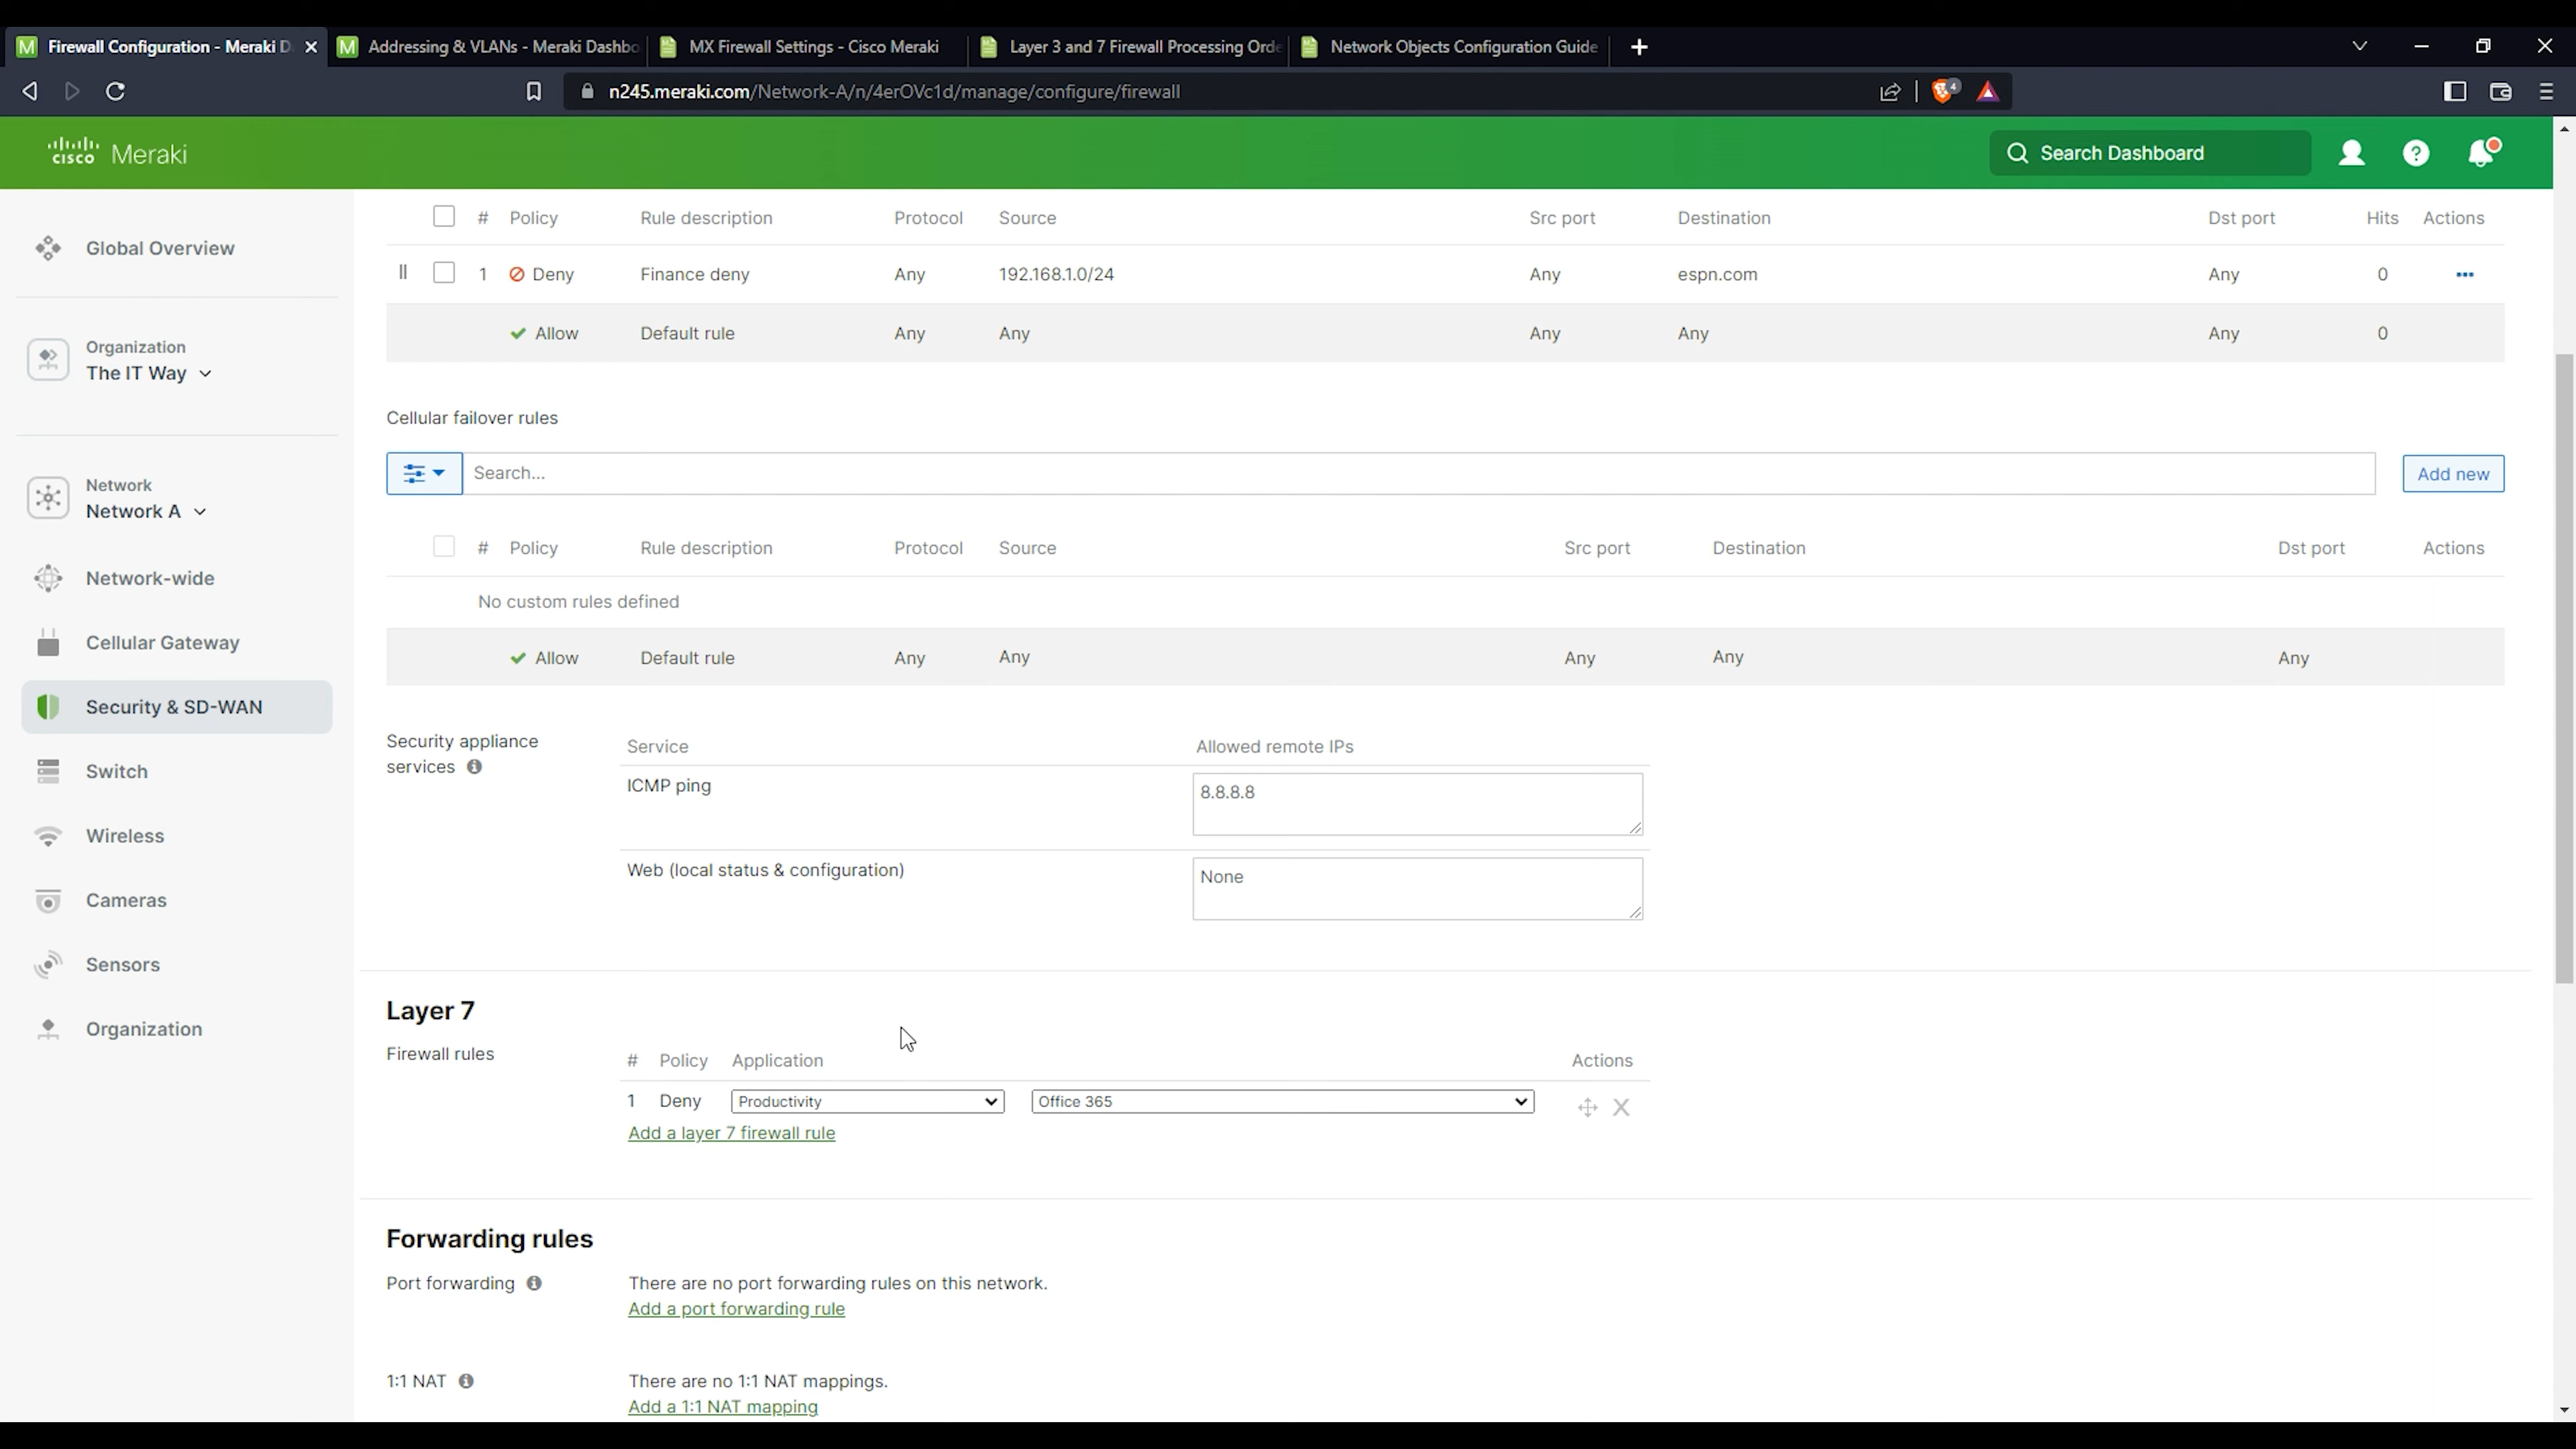 Firewall Configuration - Meraki D
Addressing & VLANs - Meraki Dashbo
MX Firewall Settings - Cisco Meraki
Layer 3 and 7 Firewall Processing Orde
Network Objects Configuration Guide
n245.meraki.com/Network-A/n/4erOVc1d/manage/configure/firewall
4
cisco Meraki
Search Dashboard
Global Overview
Organization
The IT Way
Network
Network A
Network-wide
Cellular Gateway
Security & SD-WAN
Switch
Wireless
Cameras
Sensors
Organization
# Policy Rule description Protocol Source Src port Destination Dst port Hits Actions
1 Deny Finance deny Any 192.168.1.0/24 Any espn.com Any 0 •••
Allow Default rule Any Any Any Any Any 0
Cellular failover rules
Search...
Add new
# Policy Rule description Protocol Source Src port Destination Dst port Actions
No custom rules defined
Allow Default rule Any Any Any Any Any
Security appliance
services
Service Allowed remote IPs
ICMP ping 8.8.8.8
Web (local status & configuration) None
Layer 7
Firewall rules
# Policy Application Actions
1 Deny Productivity Office 365 X
Add a layer 7 firewall rule
Forwarding rules
Port forwarding There are no port forwarding rules on this network.
Add a port forwarding rule
1:1 NAT There are no 1:1 NAT mappings.
Add a 1:1 NAT mapping